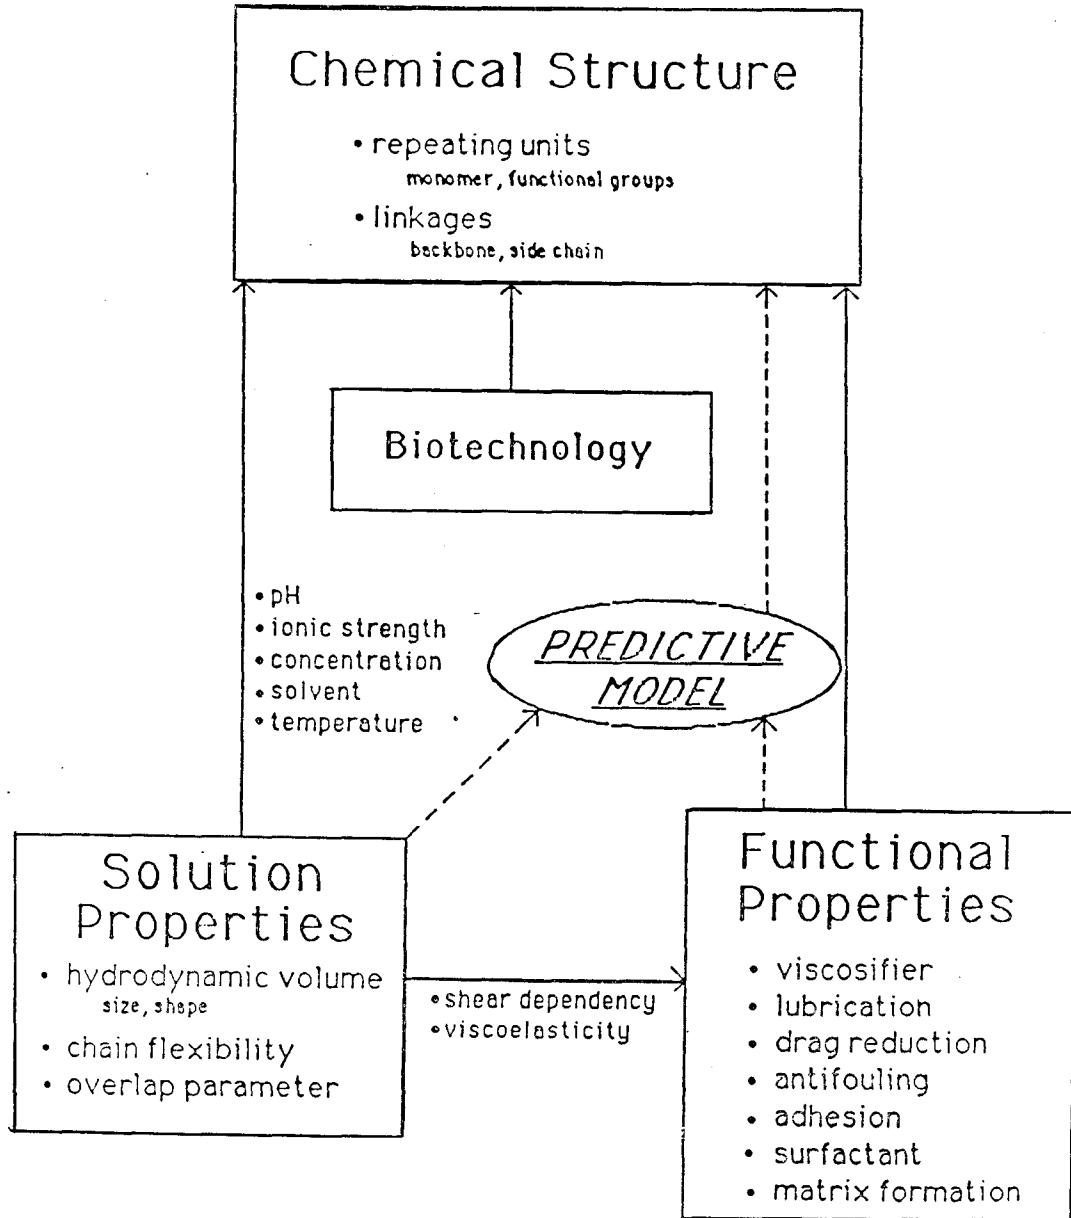 Chemical Structure
• repeating units
monomer, functional groups
• linkages
backbone, side chain
Biotechnology
• pH
• ionic strength
• concentration
• solvent
• temperature
PREDICTIVE
MODEL
Solution
Properties
• hydrodynamic volume
size, shape
• chain flexibility
• overlap parameter
• shear dependency
• viscoelasticity
Functional
Properties
• viscosifier
• lubrication
• drag reduction
• antifouling
• adhesion
• surfactant
• matrix formation